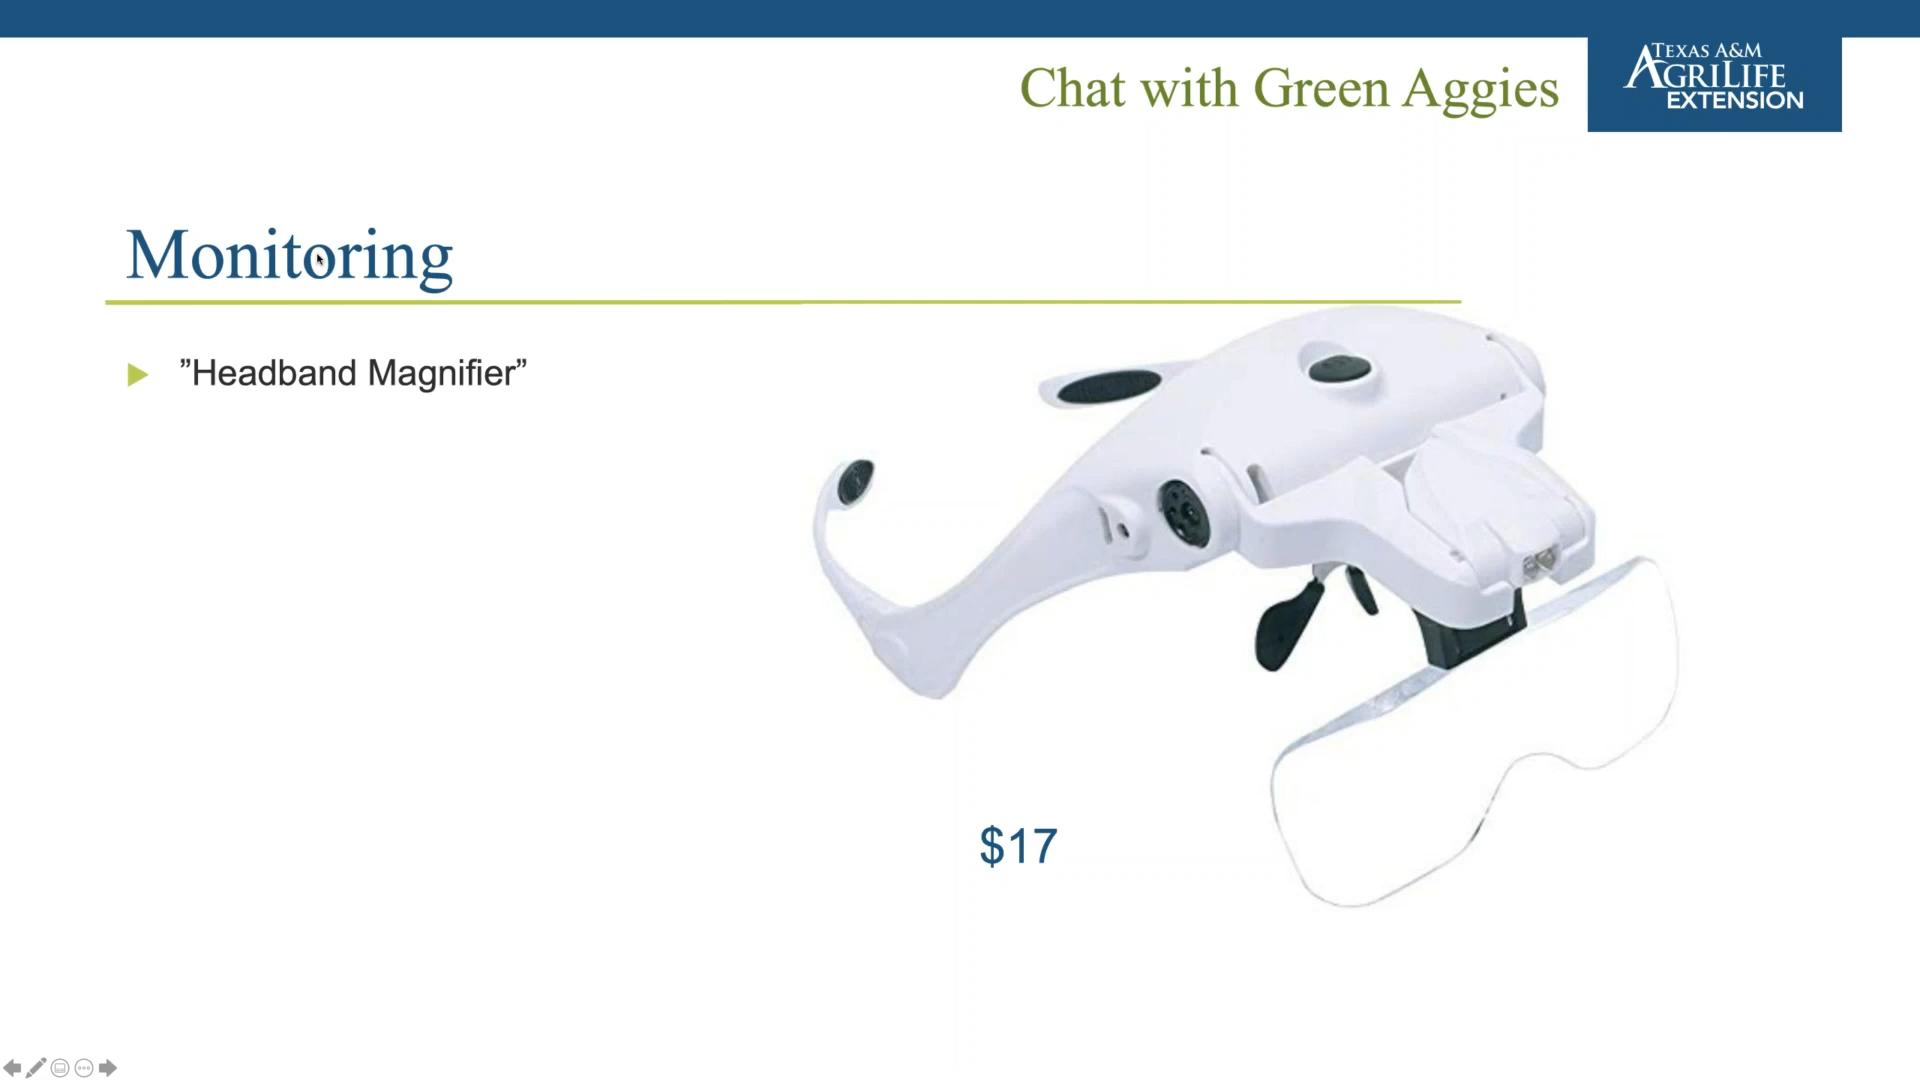 Chat with Green Aggies
TEXAS A&M
AGRILIFE
EXTENSION
Monitoring
”Headband Magnifier”
$17